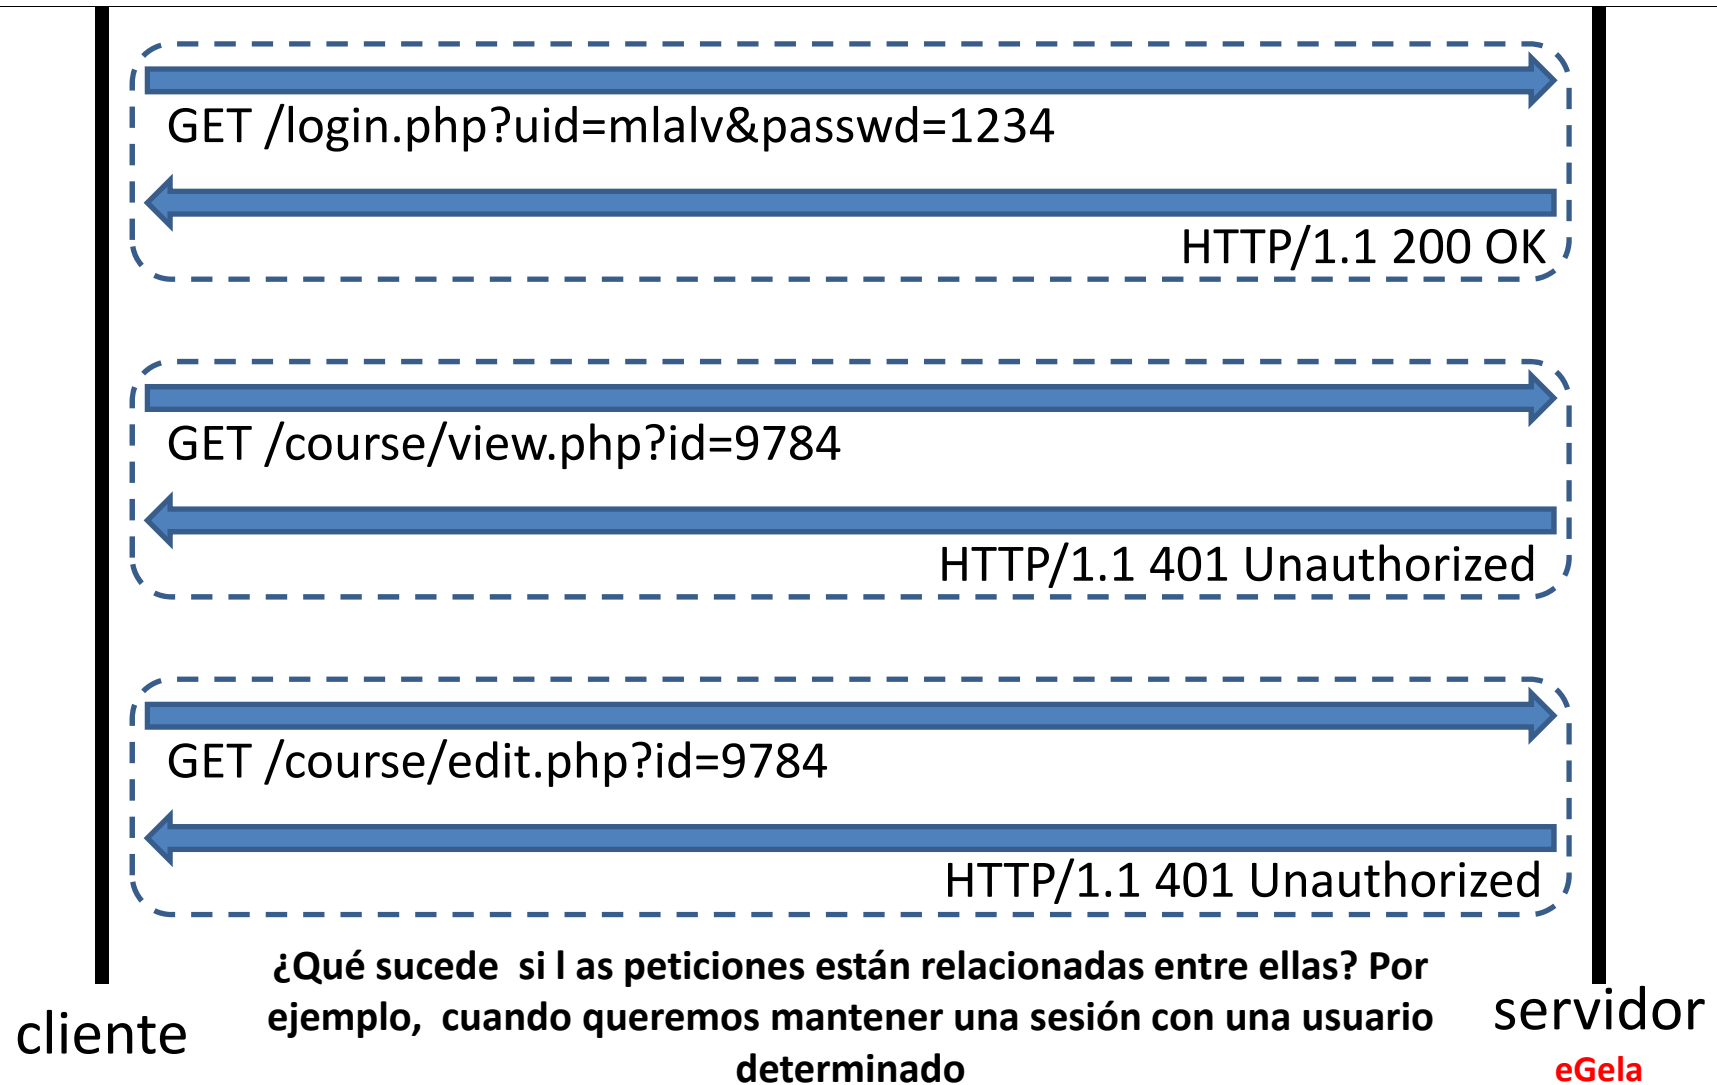 GET /login.php?uid=mlalv&passwd=1234
HTTP/1.1 200 OK
GET /course/view.php?id=9784
HTTP/1.1 401 Unauthorized
GET /course/edit.php?id=9784
HTTP/1.1 401 Unauthorized
¿Qué sucede  si l as peticiones están relacionadas entre ellas? Por
ejemplo,  cuando queremos mantener una sesión con una usuario
determinado
cliente
servidor
eGela